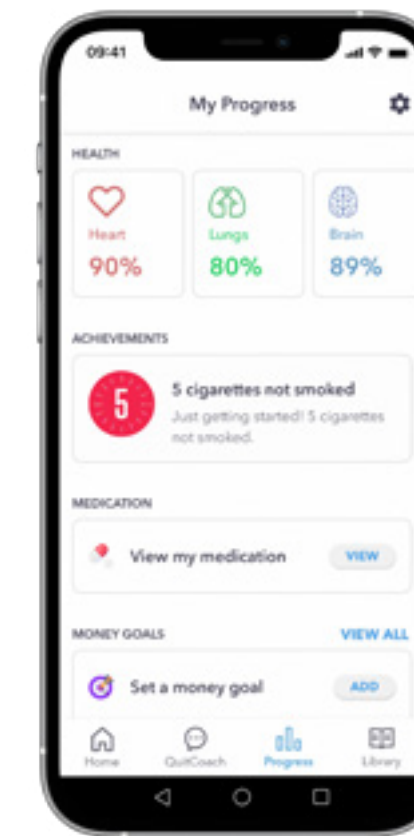 09:41
My Progress
HEALTH
Heart
90%
Lungs
80%
Brain
89%
ACHIEVEMENTS
5
5 cigarettes not smoked
Just getting started! 5 cigarettes
not smoked.
MEDICATION
View my medication
VIEW
MONEY GOALS
VIEW ALL
Set a money goal
ADD
Home
QuitCoach
Progress
Library